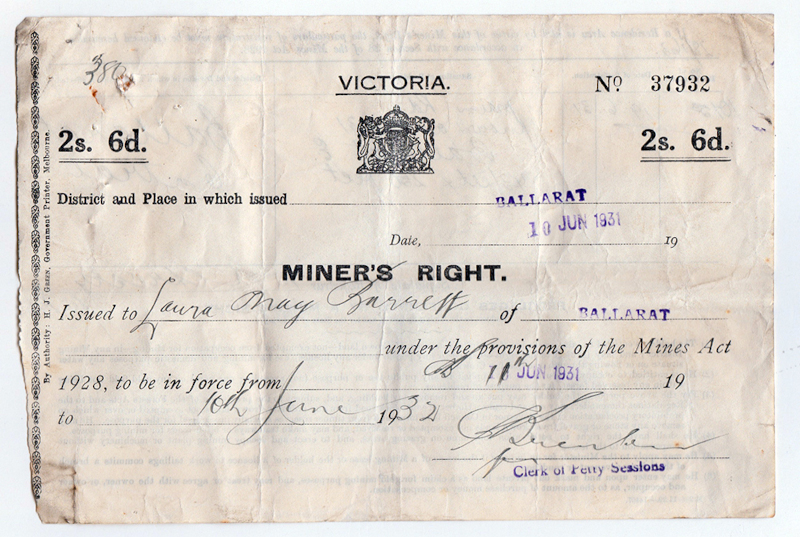 380
VICTORIA.
No 37932
2s. 6d.
2s. 6d.
District and Place in which issued BALLARAT
10 JUN 1931
Date, 19
MINER'S RIGHT.
Issued to Laura May Barrett of BALLARAT
under the provisions of the Mines Act
1928, to be in force from 11th JUN 1931 19
to 10th June 1932
Clerk of Petty Sessions
By Authority: H. J. GREEN, Government Printer, Melbourne.